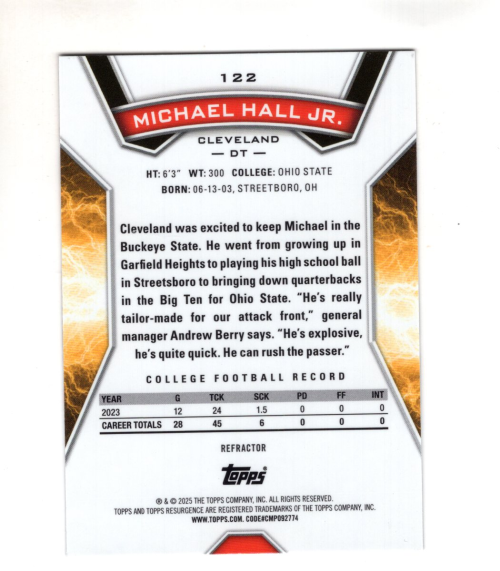 122
MICHAEL HALL JR.
CLEVELAND
— DT —
HT: 6'3" WT: 300 COLLEGE: OHIO STATE
BORN: 06-13-03, STREETBORO, OH
Cleveland was excited to keep Michael in the
Buckeye State. He went from growing up in
Garfield Heights to playing his high school ball
in Streetsboro to bringing down quarterbacks
in the Big Ten for Ohio State. "He's really
tailor-made for our attack front," general
manager Andrew Berry says. "He's explosive,
he's quite quick. He can rush the passer."
COLLEGE FOOTBALL RECORD
YEAR G TCK SCK PD FF INT
2023 12 24 1.5 0 0 0
CAREER TOTALS 28 45 6 0 0 0
REFRACTOR
Topps®
® & © 2025 THE TOPPS COMPANY, INC. ALL RIGHTS RESERVED.
TOPPS AND TOPPS RESURGENCE ARE REGISTERED TRADEMARKS OF THE TOPPS COMPANY, INC.
WWW.TOPPS.COM. CODE#CMP092774